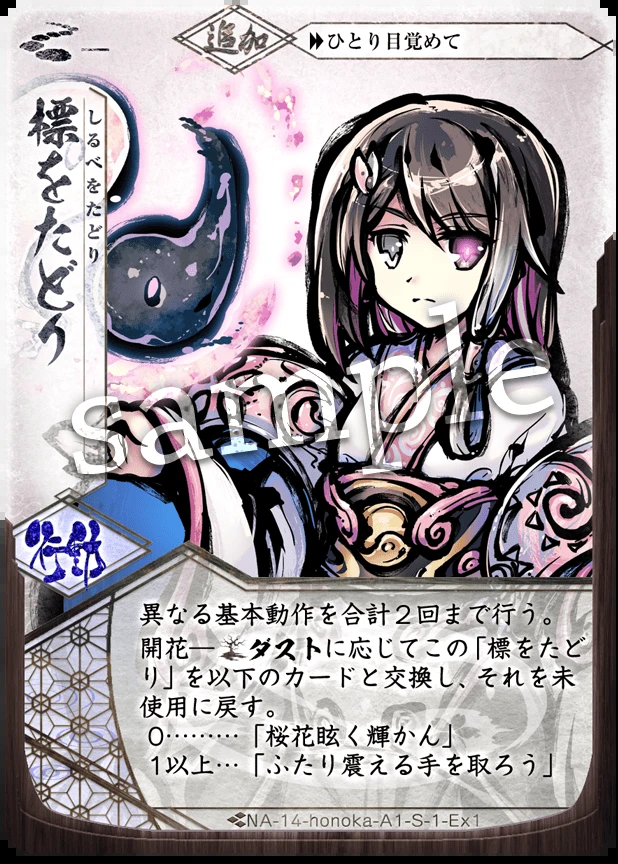 追加
▶▶ひとり目覚めて
標をたどり
しるべをたどり
sample
行動
異なる基本動作を合計２回まで行う。
開花─ダストに応じてこの「標をたど
り」を以下のカードと交換し、それを未
使用に戻す。
０………「桜花眩く輝かん」
１以上…「ふたり震える手を取ろう」
NA-14-honoka-A1-S-1-Ex1